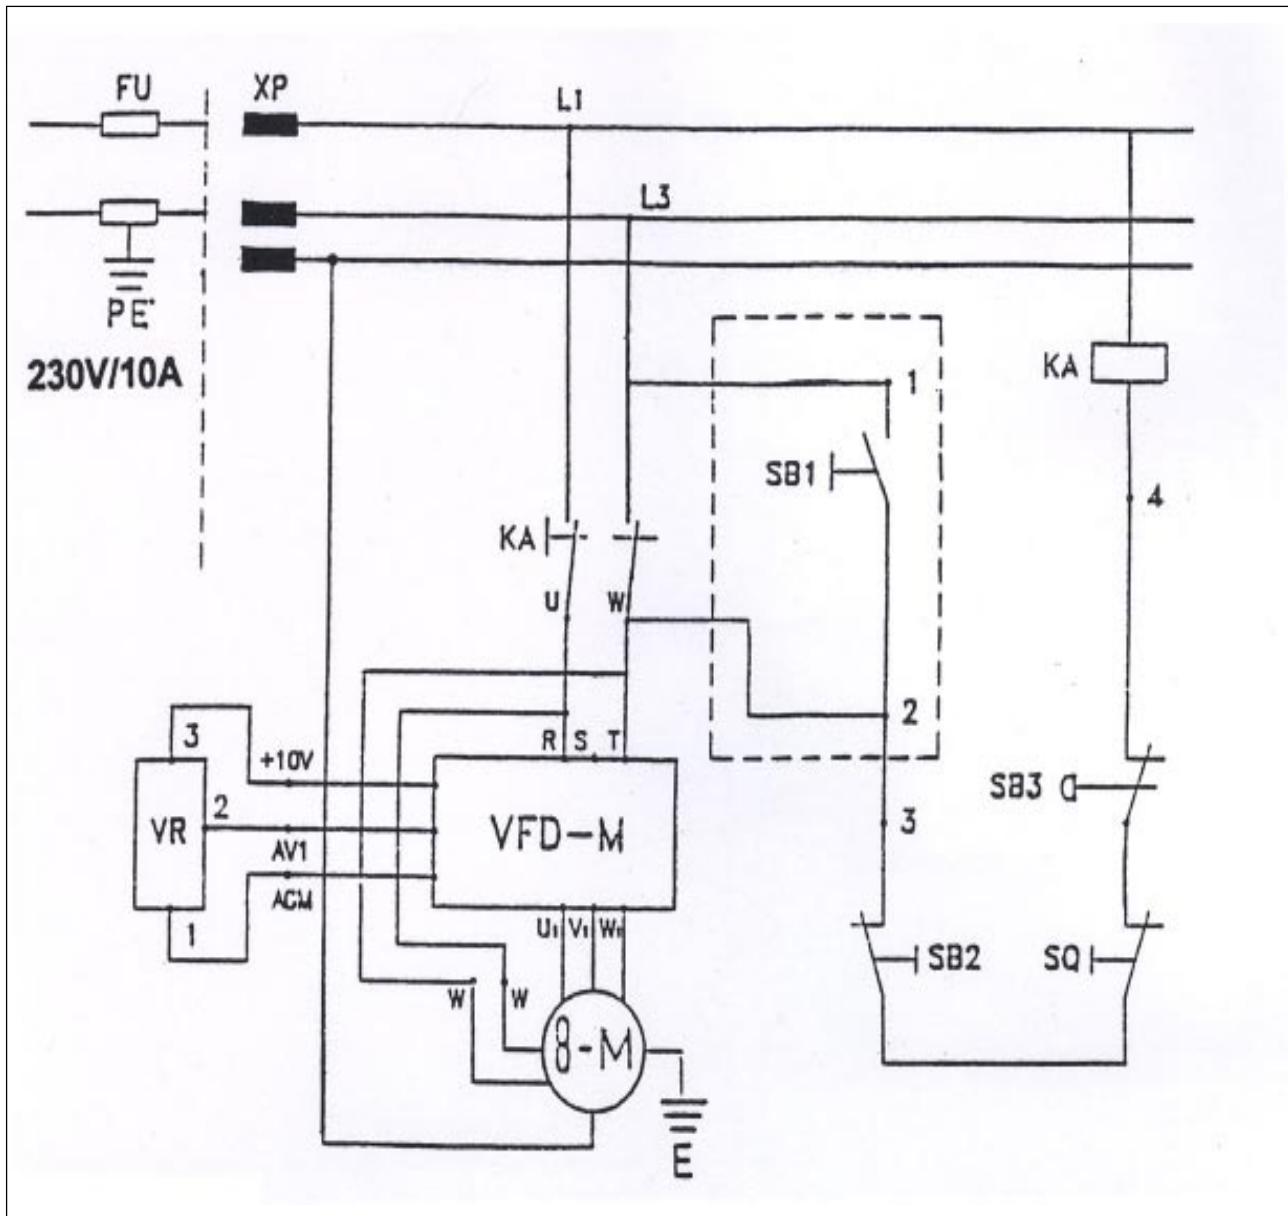 FU XP
L1
L3
PE
230V/10A
1
KA
SB1
4
KA
U W
3 2
R S T
+10V
SB3
2
VR VFD-M
3
AV1
ACM
1
U1 V1 W1
SB2 SQ
W W
8-M
E